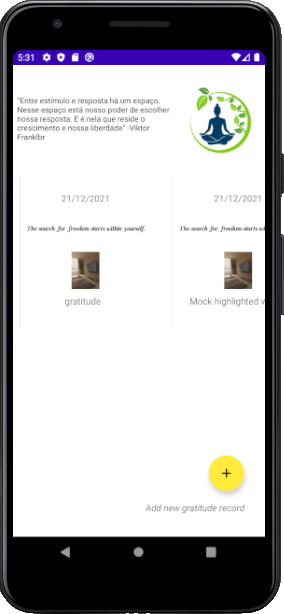 5:31
"Entre estímulo e resposta há um espaço.
Nesse espaço está nosso poder de escolher
nossa resposta. E é nela que reside o
crescimento e nossa liberdade" -Viktor
Franklbr
21/12/2021
The search for freedom starts within yourself.
gratitude
21/12/2021
The search for freedom starts wi
Mock highlighted v
+
Add new gratitude record